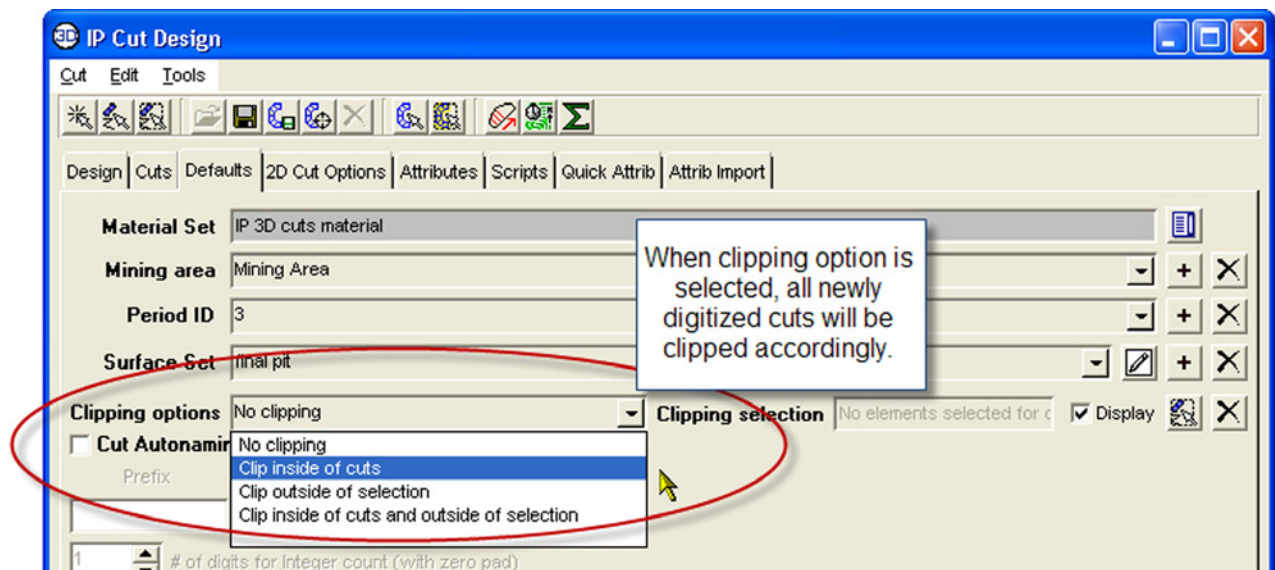 3D IP Cut Design
Cut Edit Tools
Design Cuts Defaults 2D Cut Options Attributes Scripts Quick Attrib Attrib Import
Material Set IP 3D cuts material
Mining area Mining Area
Period ID 3
Surface Set final pit
When clipping option is
selected, all newly
digitized cuts will be
clipped accordingly.
Clipping options No clipping Clipping selection No elements selected for c Display
Cut Autonamin
No clipping
Prefix
Clip inside of cuts
Clip outside of selection
Clip inside of cuts and outside of selection
1 # of digits for Integer count (with zero pad)